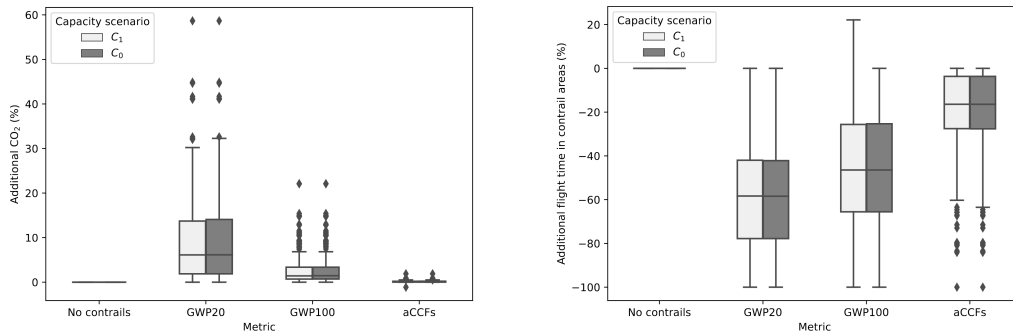 60
50
40
30
20
10
0
Additional CO₂ (%)
Capacity scenario
C₁
C₀
No contrails GWP20 GWP100 aCCFs
Metric
20
0
−20
−40
−60
−80
−100
Additional flight time in contrail areas (%)
Capacity scenario
C₁
C₀
No contrails GWP20 GWP100 aCCFs
Metric